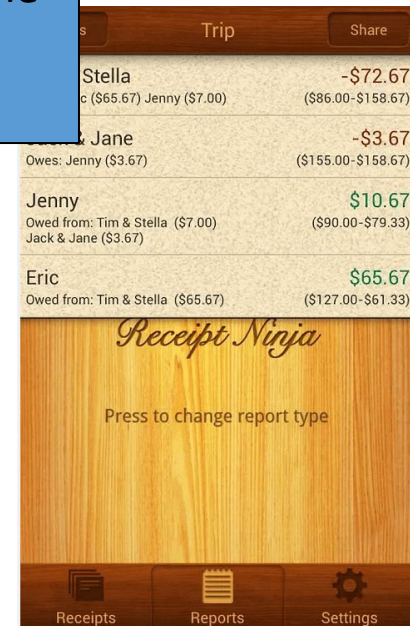 Trip
Share
Stella
-$72.67
($65.67) Jenny ($7.00)
($86.00-$158.67)
& Jane
-$3.67
Owes: Jenny ($3.67)
($155.00-$158.67)
Jenny
$10.67
Owed from: Tim & Stella ($7.00)
($90.00-$79.33)
Jack & Jane ($3.67)
Eric
$65.67
Owed from: Tim & Stella ($65.67)
($127.00-$61.33)
Receipt Ninja
Press to change report type
Receipts
Reports
Settings